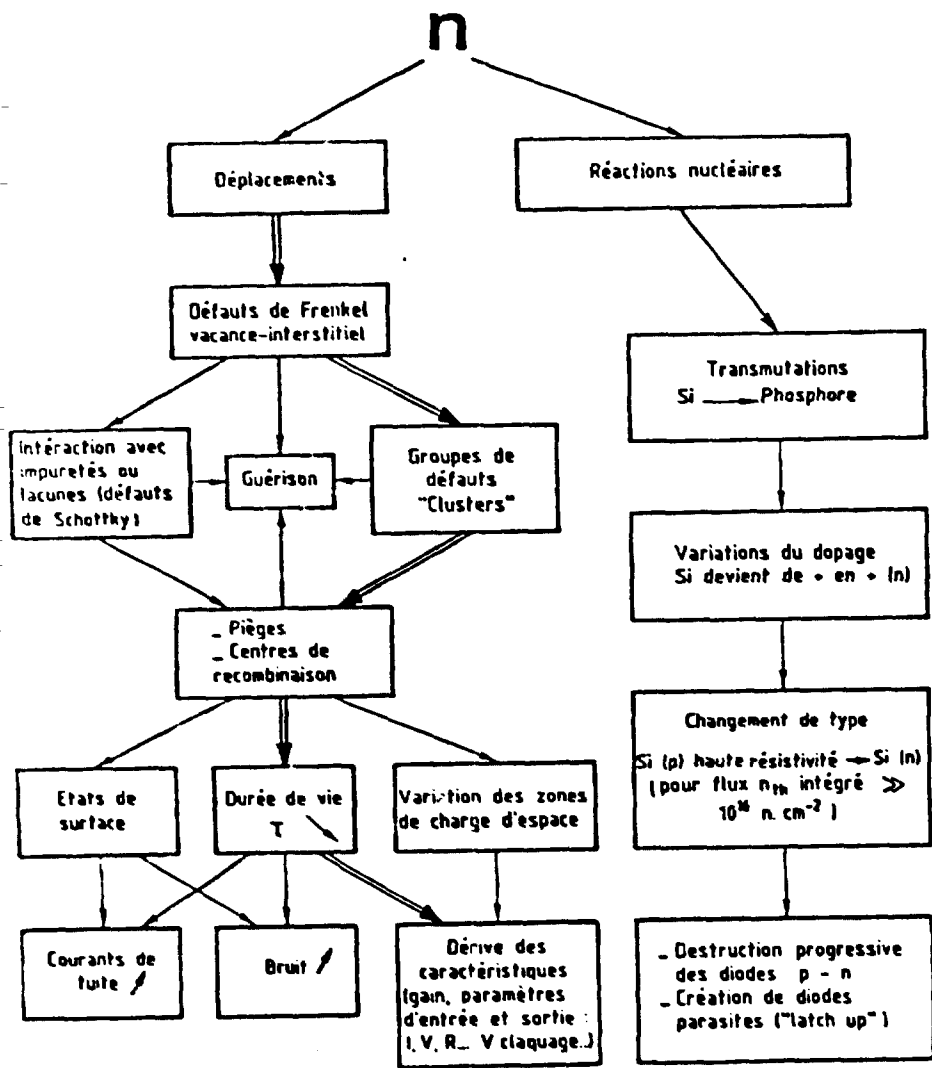 n
Déplacements
Réactions nucléaires
Défauts de Frenkel
vacance-interstitiel
Transmutations
Si → Phosphore
Intéraction avec
impuretés ou
lacunes (défauts
de Schottky)
Guérison
Groupes de
défauts
"Clusters"
Variations du dopage
Si devient de + en + (n)
_ Pièges
_ Centres de
recombinaison
Changement de type
Si (p) haute résistivité → Si (n)
(pour flux nth intégré ≫
10¹⁶ n. cm⁻² )
Etats de
surface
Durée de vie
τ ↘
Variation des zones
de charge d'espace
Courants de
fuite ↗
Bruit ↗
Dérive des
caractéristiques
(gain, paramètres
d'entrée et sortie :
I, V, R... V claquage..)
_ Destruction progressive
des diodes p - n
_ Création de diodes
parasites ("latch up")